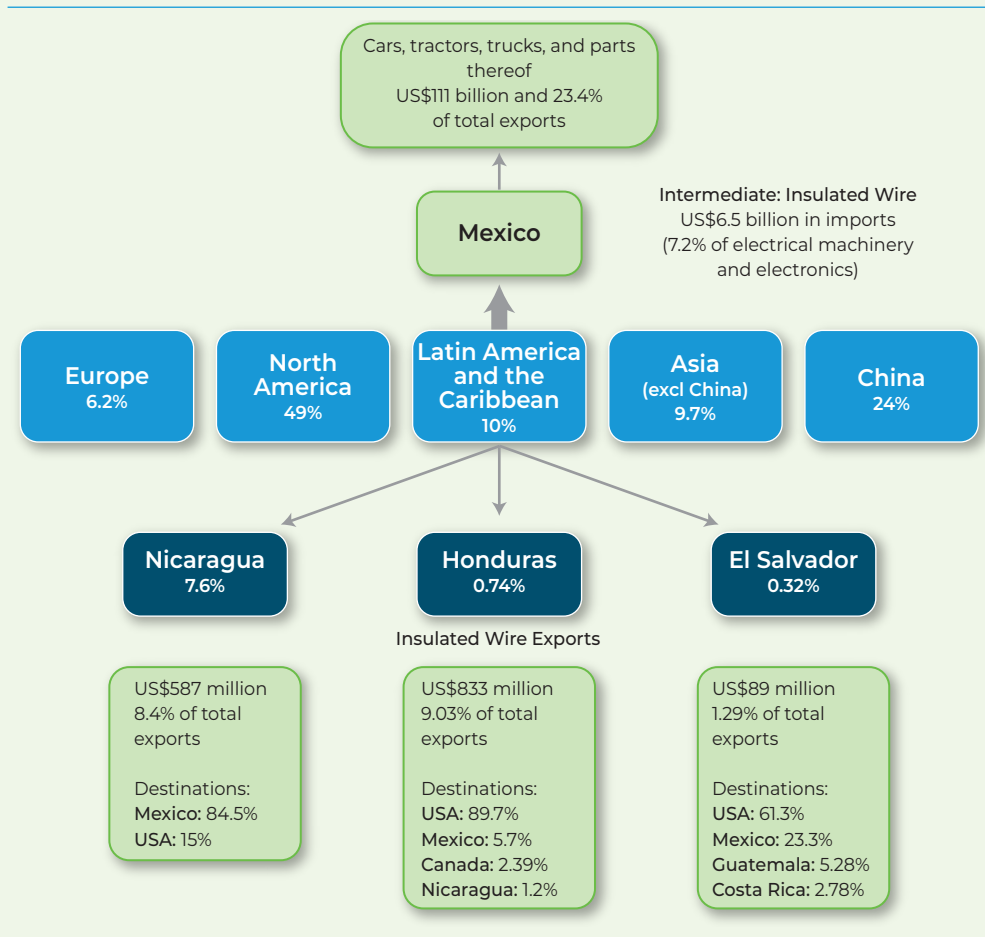 Cars, tractors, trucks, and parts
thereof
US$111 billion and 23.4%
of total exports
Mexico
Intermediate: Insulated Wire
US$6.5 billion in imports
(7.2% of electrical machinery
and electronics)
Europe
6.2%
North
America
49%
Latin America
and the
Caribbean
10%
Asia
(excl China)
9.7%
China
24%
Nicaragua
7.6%
Honduras
0.74%
El Salvador
0.32%
Insulated Wire Exports
US$587 million
8.4% of total
exports
Destinations:
Mexico: 84.5%
USA: 15%
US$833 million
9.03% of total
exports
Destinations:
USA: 89.7%
Mexico: 5.7%
Canada: 2.39%
Nicaragua: 1.2%
US$89 million
1.29% of total
exports
Destinations:
USA: 61.3%
Mexico: 23.3%
Guatemala: 5.28%
Costa Rica: 2.78%